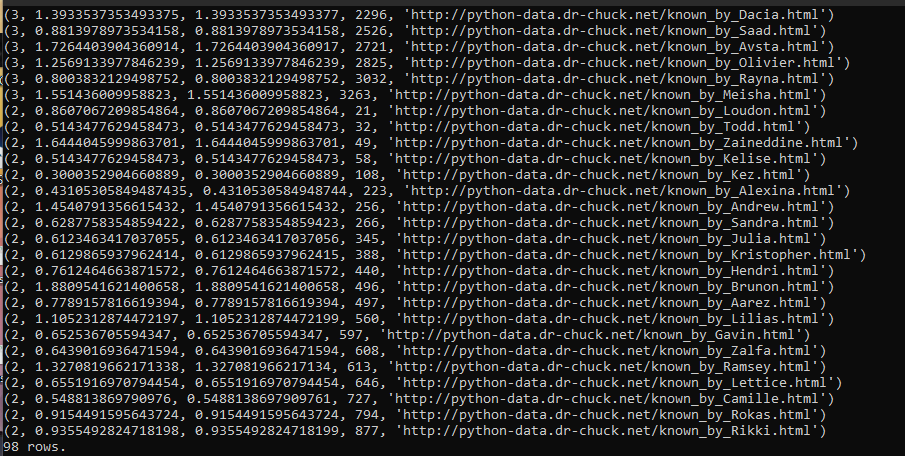 (3, 1.3933537353493375, 1.3933537353493377, 2296, 'http://python-data.dr-chuck.net/known_by_Dacia.html')
(3, 0.8813978973534158, 0.8813978973534158, 2526, 'http://python-data.dr-chuck.net/known_by_Saad.html')
(3, 1.7264403904360914, 1.7264403904360917, 2721, 'http://python-data.dr-chuck.net/known_by_Avsta.html')
(3, 1.2569133977846239, 1.2569133977846239, 2825, 'http://python-data.dr-chuck.net/known_by_Olivier.html')
(3, 0.8003832129498752, 0.8003832129498752, 3032, 'http://python-data.dr-chuck.net/known_by_Rayna.html')
(3, 1.551436009958823, 1.551436009958823, 3263, 'http://python-data.dr-chuck.net/known_by_Meisha.html')
(2, 0.8607067209854864, 0.8607067209854864, 21, 'http://python-data.dr-chuck.net/known_by_Loudon.html')
(2, 0.5143477629458473, 0.5143477629458473, 32, 'http://python-data.dr-chuck.net/known_by_Todd.html')
(2, 1.6444045999863701, 1.6444045999863701, 49, 'http://python-data.dr-chuck.net/known_by_Zaineddine.html')
(2, 0.5143477629458473, 0.5143477629458473, 58, 'http://python-data.dr-chuck.net/known_by_Kelise.html')
(2, 0.3000352904660889, 0.3000352904660889, 108, 'http://python-data.dr-chuck.net/known_by_Kez.html')
(2, 0.43105305849487435, 0.4310530584948744, 223, 'http://python-data.dr-chuck.net/known_by_Alexina.html')
(2, 1.4540791356615432, 1.4540791356615432, 256, 'http://python-data.dr-chuck.net/known_by_Andrew.html')
(2, 0.6287758354859422, 0.6287758354859423, 266, 'http://python-data.dr-chuck.net/known_by_Sandra.html')
(2, 0.6123463417037055, 0.6123463417037056, 345, 'http://python-data.dr-chuck.net/known_by_Julia.html')
(2, 0.6129865937962414, 0.6129865937962415, 388, 'http://python-data.dr-chuck.net/known_by_Kristopher.html')
(2, 0.7612464663871572, 0.7612464663871572, 440, 'http://python-data.dr-chuck.net/known_by_Hendri.html')
(2, 1.8809541621400658, 1.8809541621400658, 496, 'http://python-data.dr-chuck.net/known_by_Brunon.html')
(2, 0.7789157816619394, 0.7789157816619394, 497, 'http://python-data.dr-chuck.net/known_by_Aarez.html')
(2, 1.1052312874472197, 1.1052312874472199, 560, 'http://python-data.dr-chuck.net/known_by_Lilias.html')
(2, 0.652536705594347, 0.652536705594347, 597, 'http://python-data.dr-chuck.net/known_by_Gavin.html')
(2, 0.6439016936471594, 0.6439016936471594, 608, 'http://python-data.dr-chuck.net/known_by_Zalfa.html')
(2, 1.3270819662171338, 1.327081966217134, 613, 'http://python-data.dr-chuck.net/known_by_Ramsey.html')
(2, 0.6551916970794454, 0.6551916970794454, 646, 'http://python-data.dr-chuck.net/known_by_Lettice.html')
(2, 0.548813869790976, 0.5488138697909761, 727, 'http://python-data.dr-chuck.net/known_by_Camille.html')
(2, 0.9154491595643724, 0.9154491595643724, 794, 'http://python-data.dr-chuck.net/known_by_Rokas.html')
(2, 0.9355492824718198, 0.9355492824718199, 877, 'http://python-data.dr-chuck.net/known_by_Rikki.html')
98 rows.